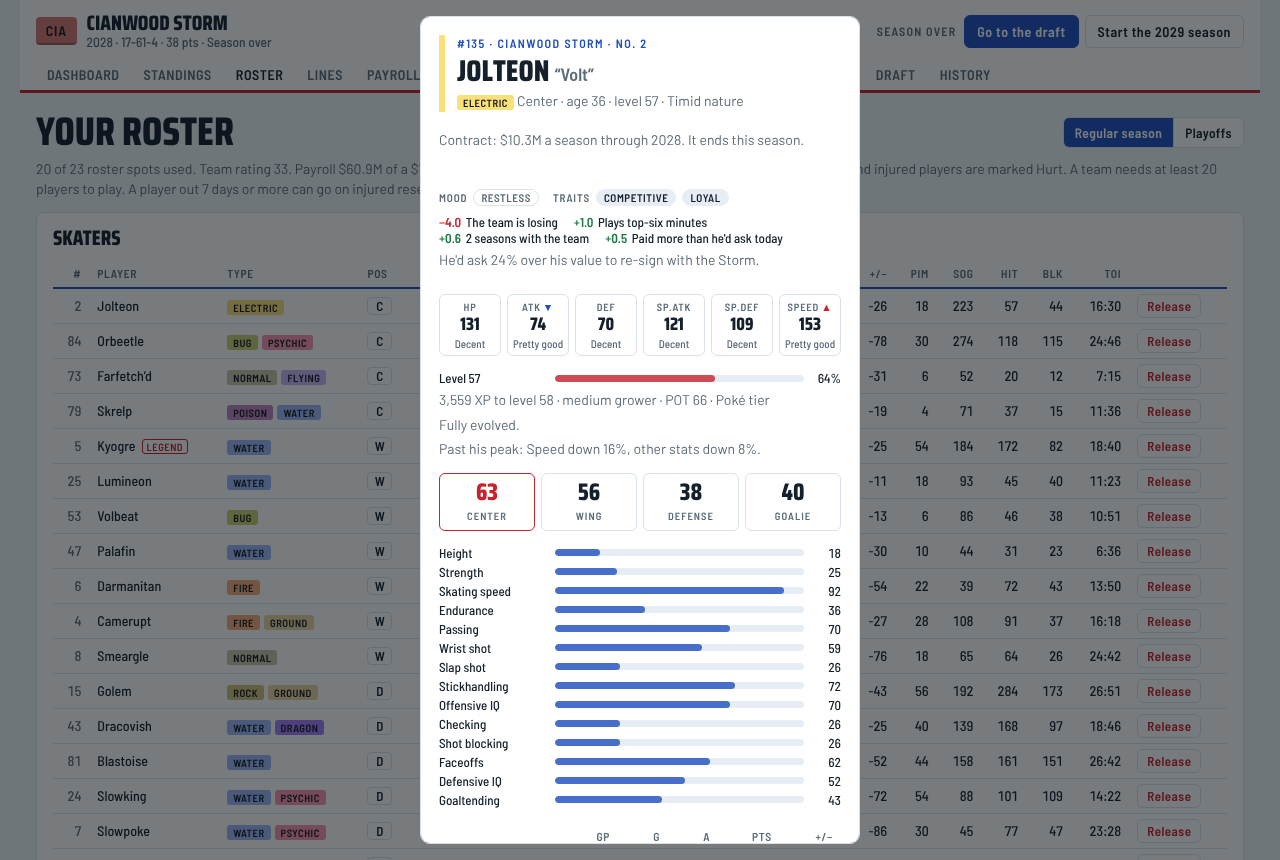 CIA
CIANWOOD STORM
2028 · 17-61-4 · 38 pts · Season over
SEASON OVER
Go to the draft
Start the 2029 season
DASHBOARD STANDINGS ROSTER LINES PAYROLL
DRAFT HISTORY
YOUR ROSTER
Regular season Playoffs
20 of 23 roster spots used. Team rating 33. Payroll $60.9M of a
and injured players are marked Hurt. A team needs at least 20
players to play. A player out 7 days or more can go on injured
SKATERS
# PLAYER TYPE POS
+/− PIM SOG HIT BLK TOI
2 Jolteon ELECTRIC C -26 18 223 57 44 16:30 Release
84 Orbeetle BUG PSYCHIC C -78 30 274 118 115 24:46 Release
73 Farfetch’d NORMAL FLYING C -31 6 52 20 12 7:15 Release
79 Skrelp POISON WATER C -19 4 71 37 15 11:36 Release
5 Kyogre LEGEND WATER W -25 54 184 172 82 18:40 Release
25 Lumineon WATER W -11 18 93 45 40 11:23 Release
53 Volbeat BUG W -13 6 86 46 38 10:51 Release
47 Palafin WATER W -30 10 44 31 23 6:36 Release
6 Darmanitan FIRE W -54 22 39 72 43 13:50 Release
4 Camerupt FIRE GROUND W -27 28 108 91 37 16:18 Release
8 Smeargle NORMAL W -76 18 65 64 26 24:42 Release
15 Golem ROCK GROUND D -43 56 192 284 173 26:51 Release
43 Dracovish WATER DRAGON D -25 40 139 168 97 18:46 Release
81 Blastoise WATER D -52 44 158 161 151 26:42 Release
24 Slowking WATER PSYCHIC D -72 54 88 101 109 14:22 Release
7 Slowpoke WATER PSYCHIC D -86 30 45 77 47 23:28 Release
#135 · CIANWOOD STORM · NO. 2
JOLTEON “Volt”
ELECTRIC Center · age 36 · level 57 · Timid nature
Contract: $10.3M a season through 2028. It ends this season.
MOOD RESTLESS TRAITS COMPETITIVE LOYAL
−4.0 The team is losing +1.0 Plays top-six minutes
+0.6 2 seasons with the team +0.5 Paid more than he'd ask today
He'd ask 24% over his value to re-sign with the Storm.
HP ATK ▼ DEF SP.ATK SP.DEF SPEED ▲
131 74 70 121 109 153
Decent Pretty good Decent Decent Decent Pretty good
Level 57 64%
3,559 XP to level 58 · medium grower · POT 66 · Poké tier
Fully evolved.
Past his peak: Speed down 16%, other stats down 8%.
63 56 38 40
CENTER WING DEFENSE GOALIE
Height 18
Strength 25
Skating speed 92
Endurance 36
Passing 70
Wrist shot 59
Slap shot 26
Stickhandling 72
Offensive IQ 70
Checking 26
Shot blocking 26
Faceoffs 62
Defensive IQ 52
Goaltending 43
GP G A PTS +/−